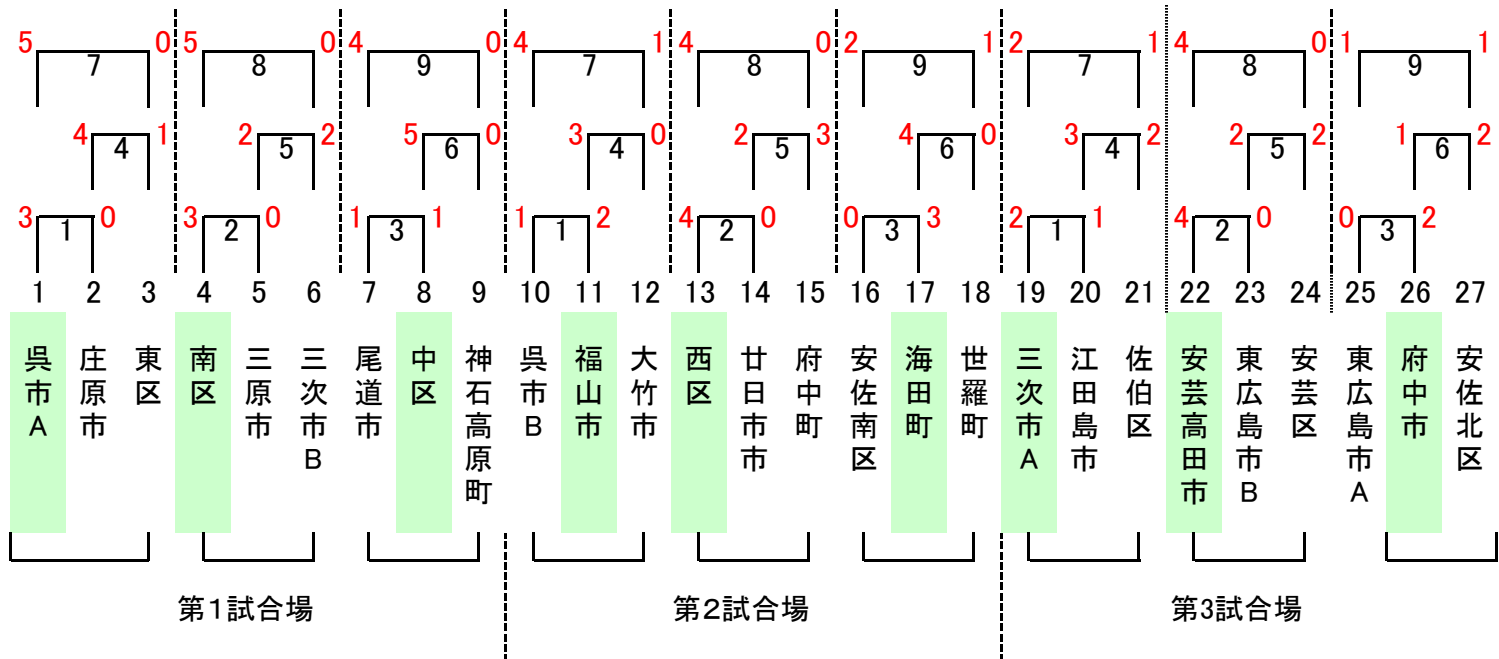 5 0 5 0 4 0 4 1 4 0 2 1 2 1 4 0 1 1
7 8 9 7 8 9 7 8 9
4 1 2 2 5 0 3 0 2 3 4 0 3 2 2 2 1 2
4 5 6 4 5 6 4 5 6
3 0 3 0 1 1 1 2 4 0 0 3 2 1 4 0 0 2
1 2 3 1 2 3 1 2 3
1 2 3 4 5 6 7 8 9 10 11 12 13 14 15 16 17 18 19 20 21 22 23 24 25 26 27
呉市A
庄原市
東区
南区
三原市
三次市B
尾道市
中区
神石高原町
呉市B
福山市
大竹市
西区
廿日市市
府中町
安佐南区
海田町
世羅町
三次市A
江田島市
佐伯区
安芸高田市
東広島市B
安芸区
東広島市A
府中市
安佐北区
第1試合場
第2試合場
第3試合場